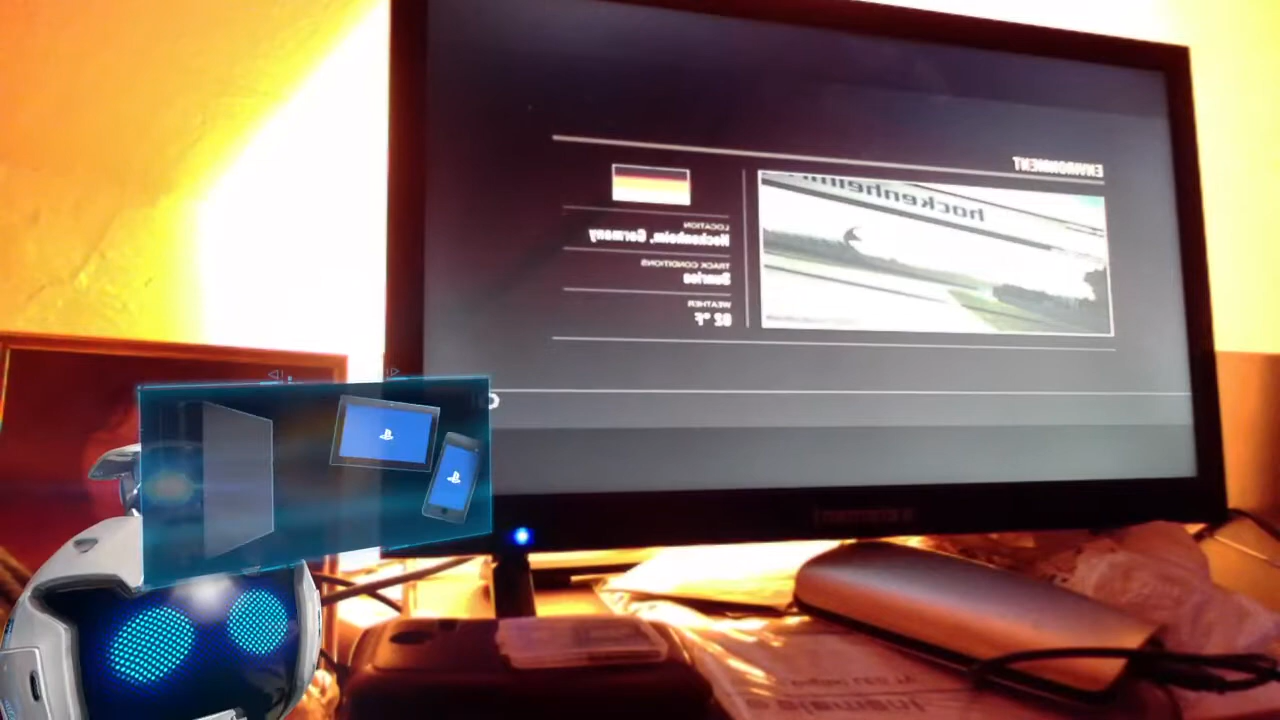 ENVIRONMENT
hockenheim
LOCATION
Hockenheim, Germany
TRACK CONDITIONS
Sunrise
WEATHER
82 °F